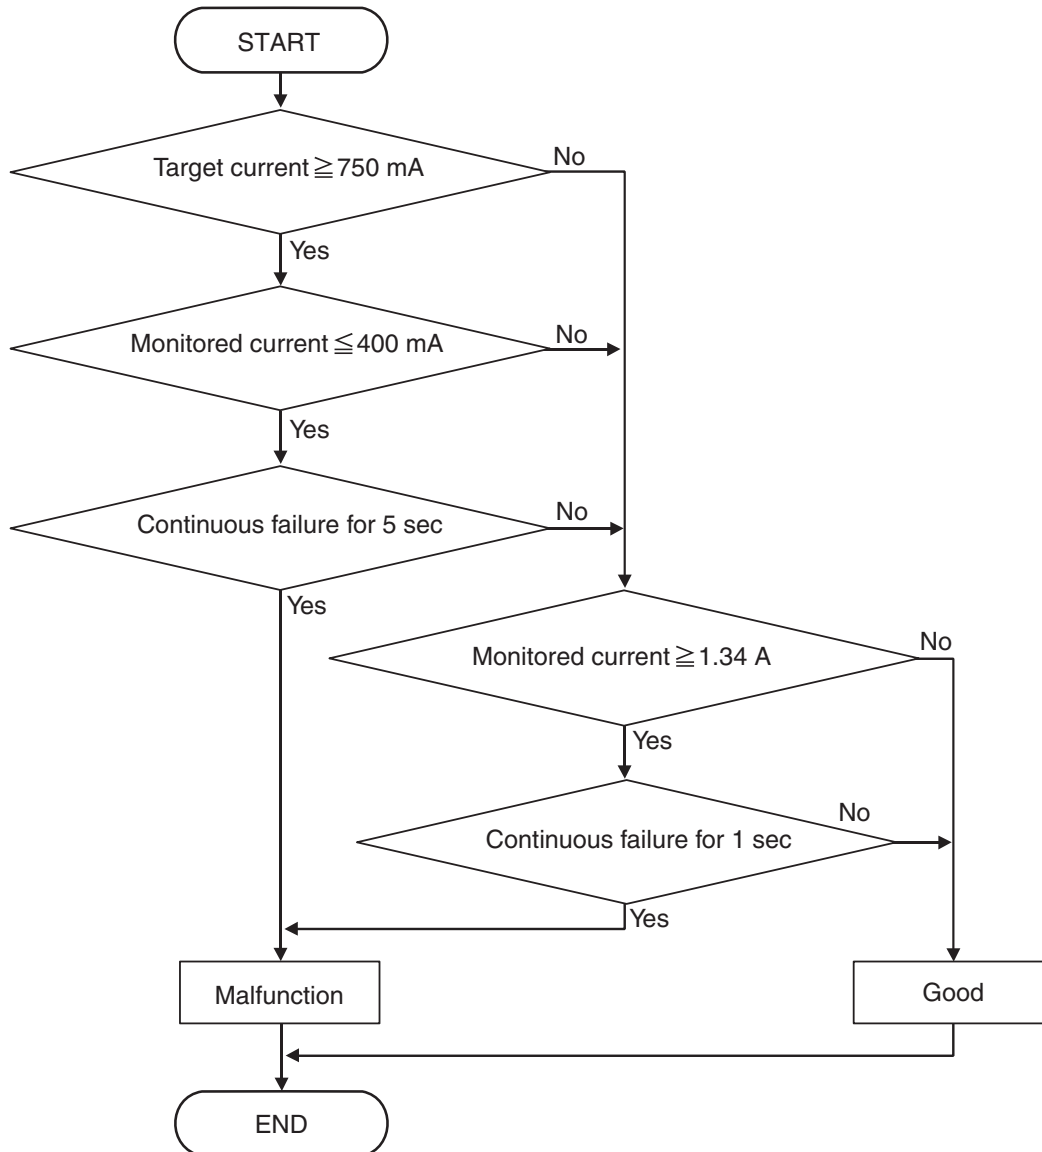 START
Target current ≧ 750 mA
No
Yes
Monitored current ≦ 400 mA
No
Yes
Continuous failure for 5 sec
No
Yes
Monitored current ≧ 1.34 A
No
Yes
Continuous failure for 1 sec
No
Yes
Malfunction
Good
END